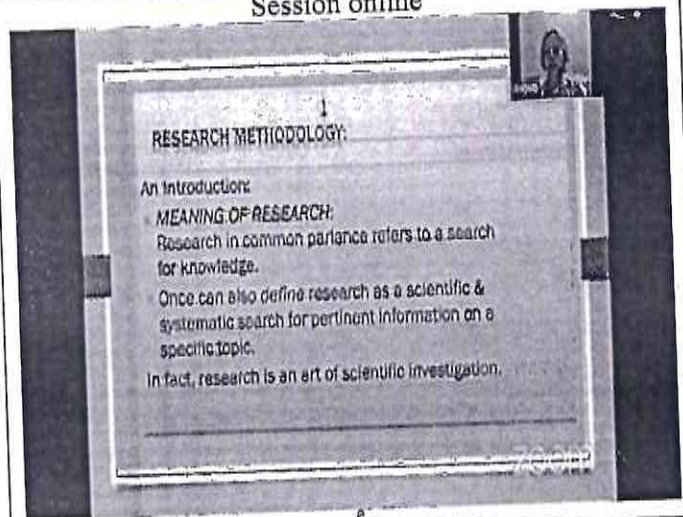 Session online
1
RESEARCH METHODOLOGY:
An Introduction:
MEANING OF RESEARCH:
Research in common parlance refers to a search
for knowledge.
Once can also define research as a scientific &
systematic search for pertinent information on a
specific topic.
In fact, research is an art of scientific investigation.
zoom